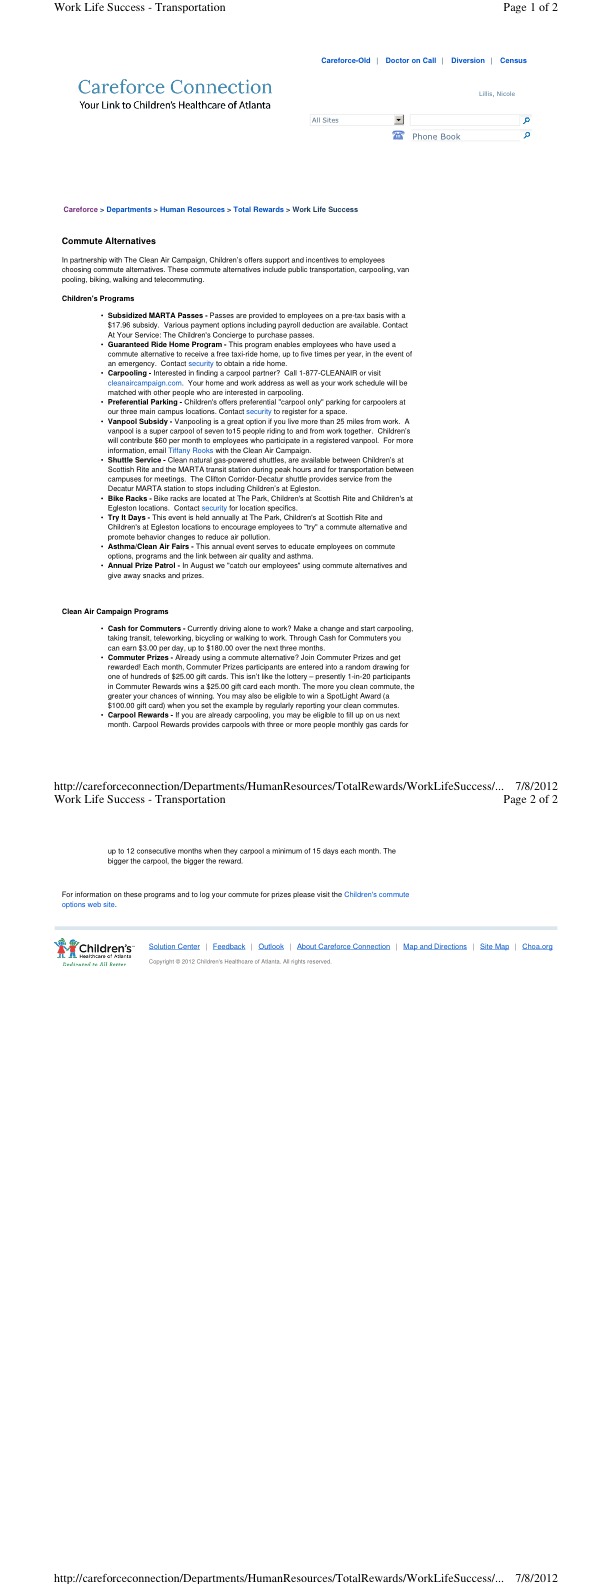 Work Life Success - Transportation Page 1 of 2
Careforce-Old | Doctor on Call | Diversion | Census
Careforce Connection
Your Link to Children's Healthcare of Atlanta
Lillis, Nicole
All Sites
Phone Book
Careforce > Departments > Human Resources > Total Rewards > Work Life Success
Commute Alternatives
In partnership with The Clean Air Campaign, Children's offers support and incentives to employees
choosing commute alternatives. These commute alternatives include public transportation, carpooling, van
pooling, biking, walking and telecommuting.
Children's Programs
• Subsidized MARTA Passes - Passes are provided to employees on a pre-tax basis with a
$17.96 subsidy. Various payment options including payroll deduction are available. Contact
At Your Service: The Children's Concierge to purchase passes.
• Guaranteed Ride Home Program - This program enables employees who have used a
commute alternative to receive a free taxi-ride home, up to five times per year, in the event of
an emergency. Contact security to obtain a ride home.
• Carpooling - Interested in finding a carpool partner? Call 1-877-CLEANAIR or visit
cleanaircampaign.com. Your home and work address as well as your work schedule will be
matched with other people who are interested in carpooling.
• Preferential Parking - Children's offers preferential "carpool only" parking for carpoolers at
our three main campus locations. Contact security to register for a space.
• Vanpool Subsidy - Vanpooling is a great option if you live more than 25 miles from work. A
vanpool is a super carpool of seven to15 people riding to and from work together. Children's
will contribute $60 per month to employees who participate in a registered vanpool. For more
information, email Tiffany Rooks with the Clean Air Campaign.
• Shuttle Service - Clean natural gas-powered shuttles, are available between Children's at
Scottish Rite and the MARTA transit station during peak hours and for transportation between
campuses for meetings. The Clifton Corridor-Decatur shuttle provides service from the
Decatur MARTA station to stops including Children's at Egleston.
• Bike Racks - Bike racks are located at The Park, Children's at Scottish Rite and Children's at
Egleston locations. Contact security for location specifics.
• Try It Days - This event is held annually at The Park, Children's at Scottish Rite and
Children's at Egleston locations to encourage employees to "try" a commute alternative and
promote behavior changes to reduce air pollution.
• Asthma/Clean Air Fairs - This annual event serves to educate employees on commute
options, programs and the link between air quality and asthma.
• Annual Prize Patrol - In August we "catch our employees" using commute alternatives and
give away snacks and prizes.
Clean Air Campaign Programs
• Cash for Commuters - Currently driving alone to work? Make a change and start carpooling,
taking transit, teleworking, bicycling or walking to work. Through Cash for Commuters you
can earn $3.00 per day, up to $180.00 over the next three months.
• Commuter Prizes - Already using a commute alternative? Join Commuter Prizes and get
rewarded! Each month, Commuter Prizes participants are entered into a random drawing for
one of hundreds of $25.00 gift cards. This isn't like the lottery – presently 1-in-20 participants
in Commuter Rewards wins a $25.00 gift card each month. The more you clean commute, the
greater your chances of winning. You may also be eligible to win a SpotLight Award (a
$100.00 gift card) when you set the example by regularly reporting your clean commutes.
• Carpool Rewards - If you are already carpooling, you may be eligible to fill up on us next
month. Carpool Rewards provides carpools with three or more people monthly gas cards for
http://careforceconnection/Departments/HumanResources/TotalRewards/WorkLifeSuccess/... 7/8/2012
Work Life Success - Transportation Page 2 of 2
up to 12 consecutive months when they carpool a minimum of 15 days each month. The
bigger the carpool, the bigger the reward.
For information on these programs and to log your commute for prizes please visit the Children's commute
options web site.
Children's
Healthcare of Atlanta
Dedicated to All Better
Solution Center | Feedback | Outlook | About Careforce Connection | Map and Directions | Site Map | Choa.org
Copyright © 2012 Children's Healthcare of Atlanta. All rights reserved.
http://careforceconnection/Departments/HumanResources/TotalRewards/WorkLifeSuccess/... 7/8/2012